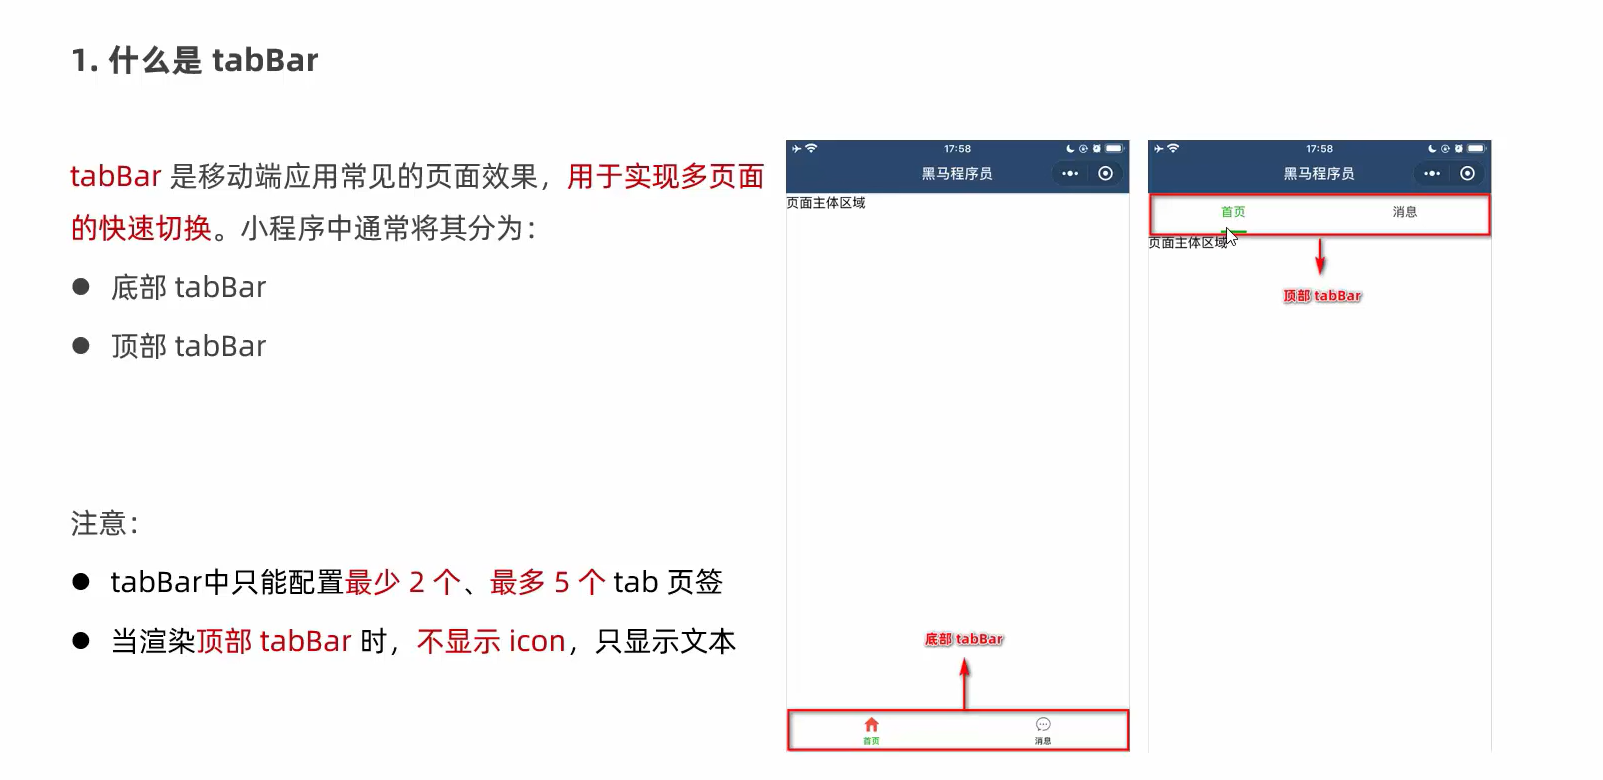 1. 什么是 tabBar
tabBar 是移动端应用常见的页面效果，用于实现多页面
的快速切换。小程序中通常将其分为：
● 底部 tabBar
● 顶部 tabBar
注意：
● tabBar中只能配置最少 2 个、最多 5 个 tab 页签
● 当渲染顶部 tabBar 时，不显示 icon，只显示文本
17:58
黑马程序员
页面主体区域
底部 tabBar
首页
消息
17:58
黑马程序员
首页
消息
页面主体区域
顶部 tabBar